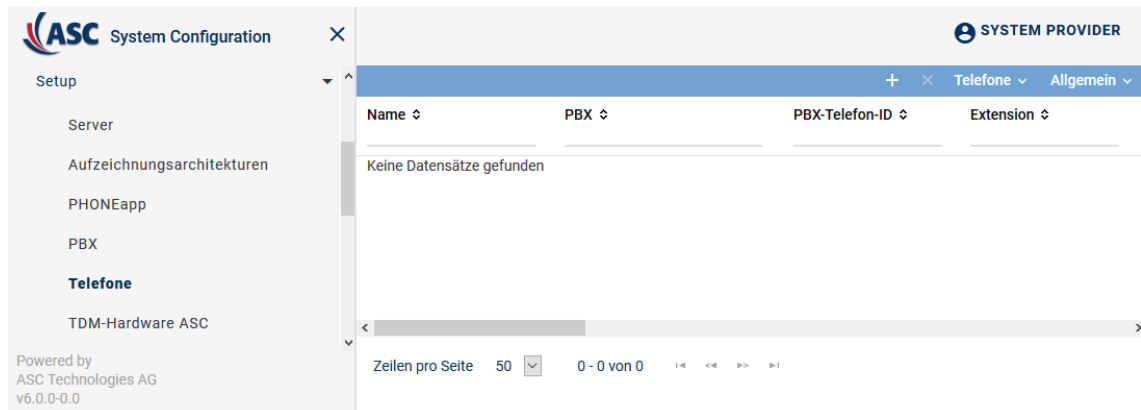 ASC System Configuration
SYSTEM PROVIDER
Setup
Telefone Allgemein
Server
Aufzeichnungsarchitekturen
PHONEapp
PBX
Telefone
TDM-Hardware ASC
Powered by
ASC Technologies AG
v6.0.0-0.0
Name PBX PBX-Telefon-ID Extension
Keine Datensätze gefunden
Zeilen pro Seite 50 0 - 0 von 0